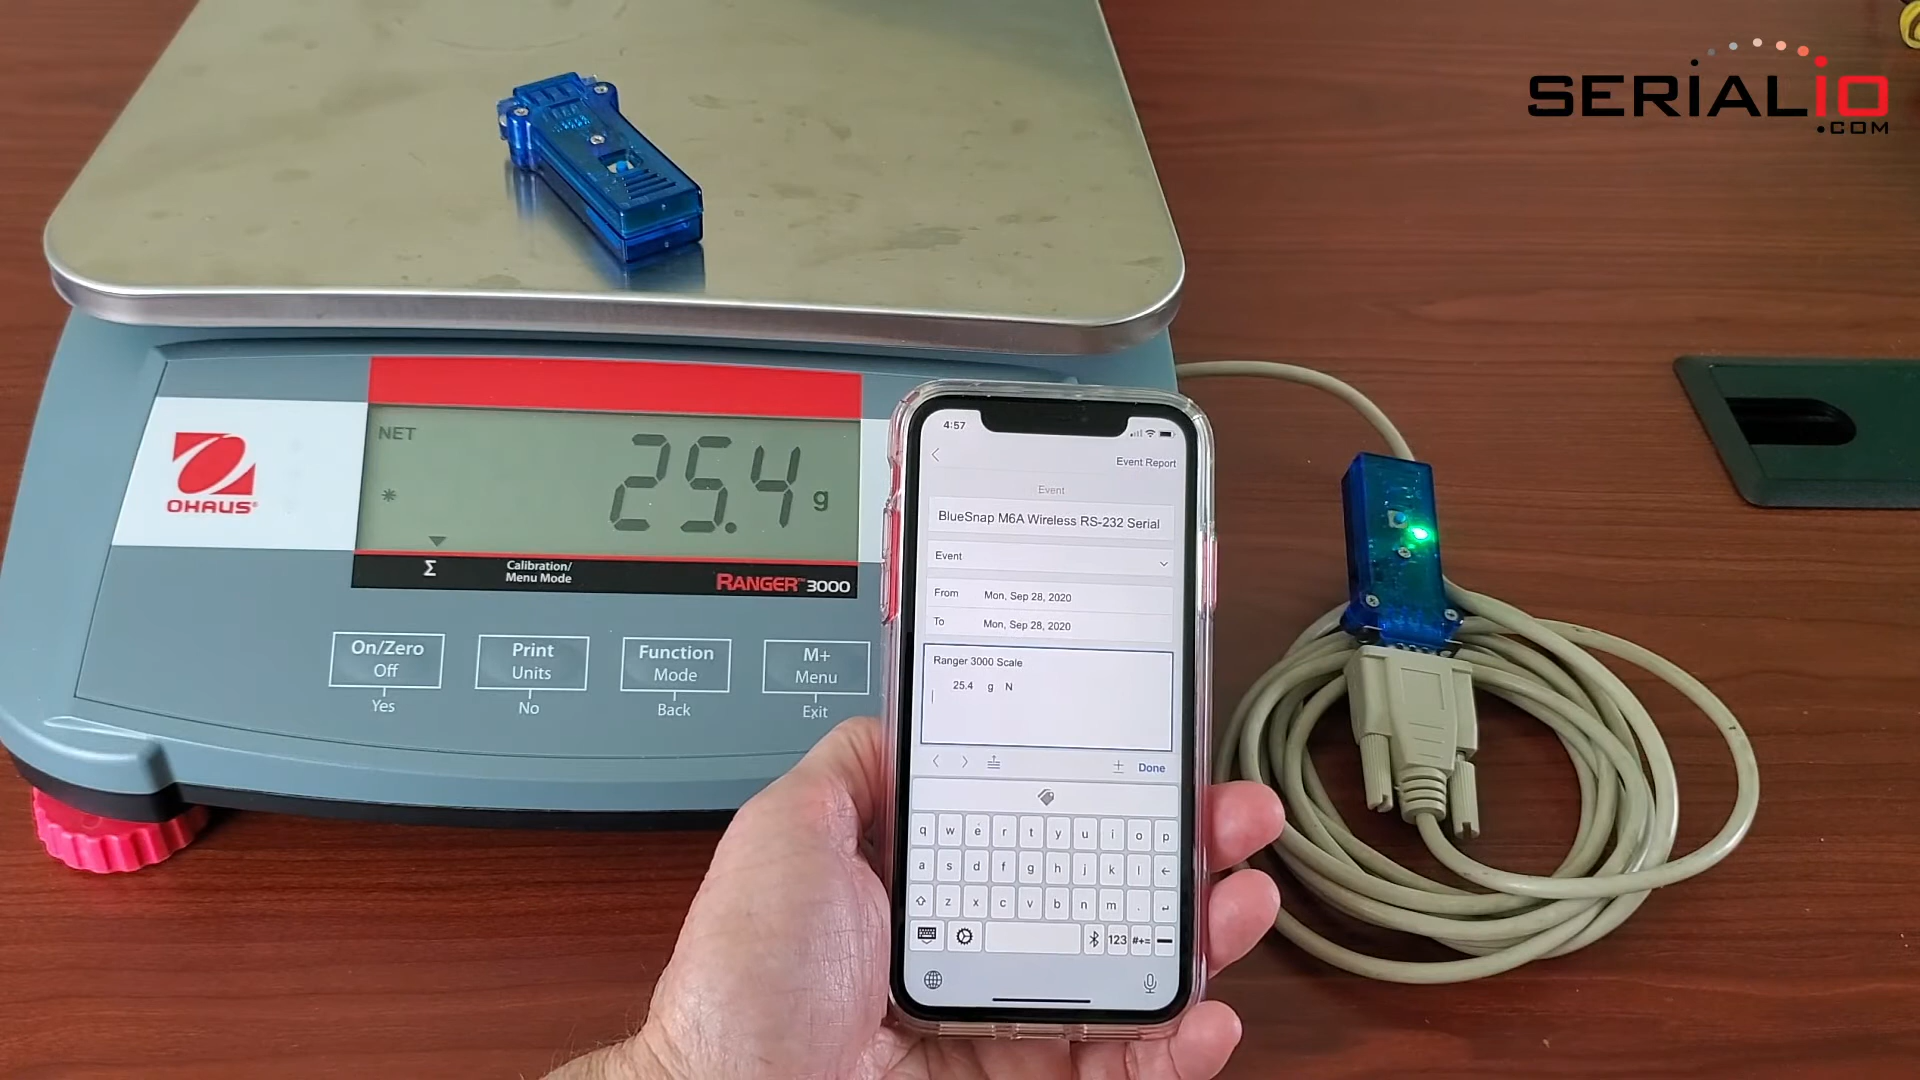 SERIALIO
.COM
NET
25.4 g
*
OHAUS
Σ
Calibration/
Menu Mode
RANGER™ 3000
On/Zero
Off
Yes
Print
Units
No
Function
Mode
Back
M+
Menu
Exit
4:57
Event Report
Event
BlueSnap M6A Wireless RS-232 Serial
Event
From Mon, Sep 28, 2020
To Mon, Sep 28, 2020
Ranger 3000 Scale
25.4 g N
Done
q w e r t y u i o p
a s d f g h j k l
z x c v b n m .
123 #+=